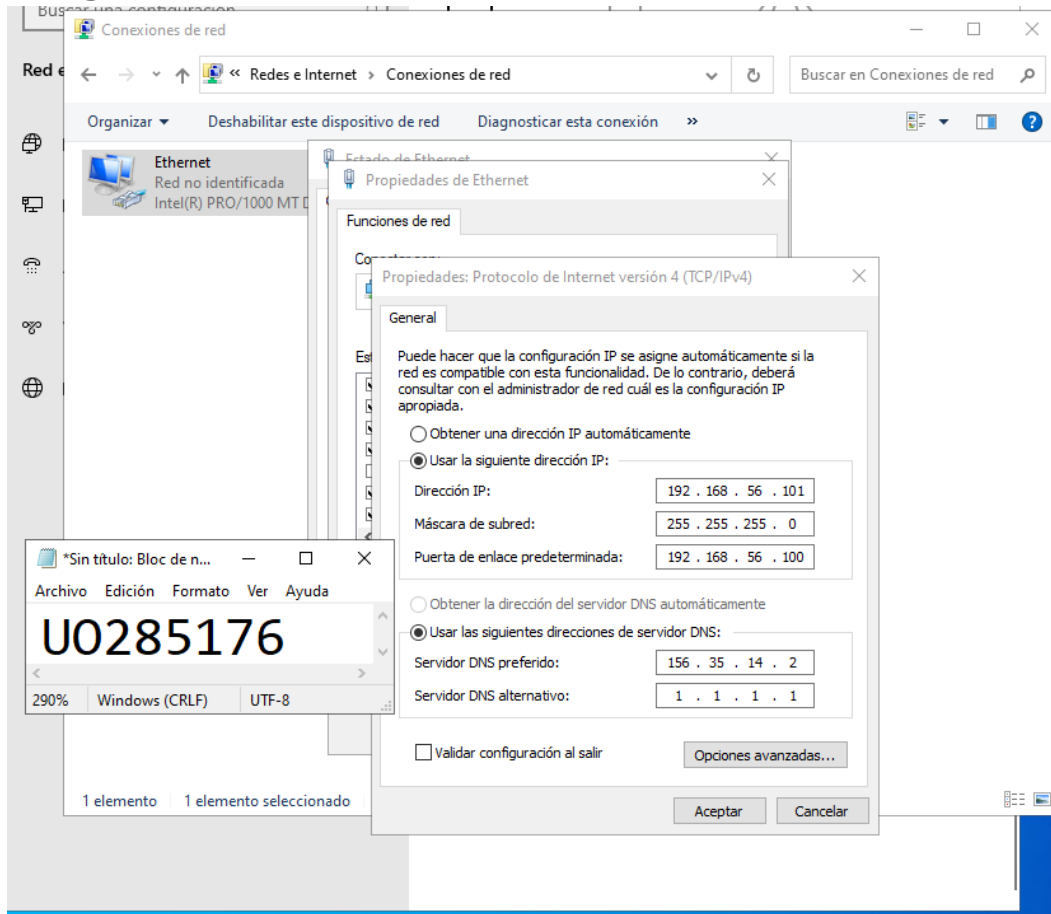 Buscar una configuración
Conexiones de red
Red e
« Redes e Internet > Conexiones de red
Buscar en Conexiones de red
Organizar
Deshabilitar este dispositivo de red
Diagnosticar esta conexión
»
Ethernet
Red no identificada
Intel(R) PRO/1000 MT D
Estado de Ethernet
Propiedades de Ethernet
Funciones de red
Propiedades: Protocolo de Internet versión 4 (TCP/IPv4)
General
Puede hacer que la configuración IP se asigne automáticamente si la
red es compatible con esta funcionalidad. De lo contrario, deberá
consultar con el administrador de red cuál es la configuración IP
apropiada.
Obtener una dirección IP automáticamente
Usar la siguiente dirección IP:
Dirección IP: 192 . 168 . 56 . 101
Máscara de subred: 255 . 255 . 255 . 0
Puerta de enlace predeterminada: 192 . 168 . 56 . 100
Obtener la dirección del servidor DNS automáticamente
Usar las siguientes direcciones de servidor DNS:
Servidor DNS preferido: 156 . 35 . 14 . 2
Servidor DNS alternativo: 1 . 1 . 1 . 1
Validar configuración al salir
Opciones avanzadas...
Aceptar
Cancelar
*Sin título: Bloc de n...
Archivo Edición Formato Ver Ayuda
UO285176
290% Windows (CRLF) UTF-8
1 elemento
1 elemento seleccionado